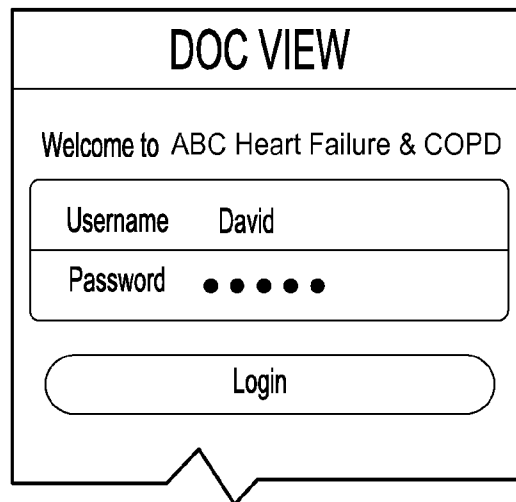 DOC VIEW
Welcome to ABC Heart Failure & COPD
Username David
Password ●●●●●
Login